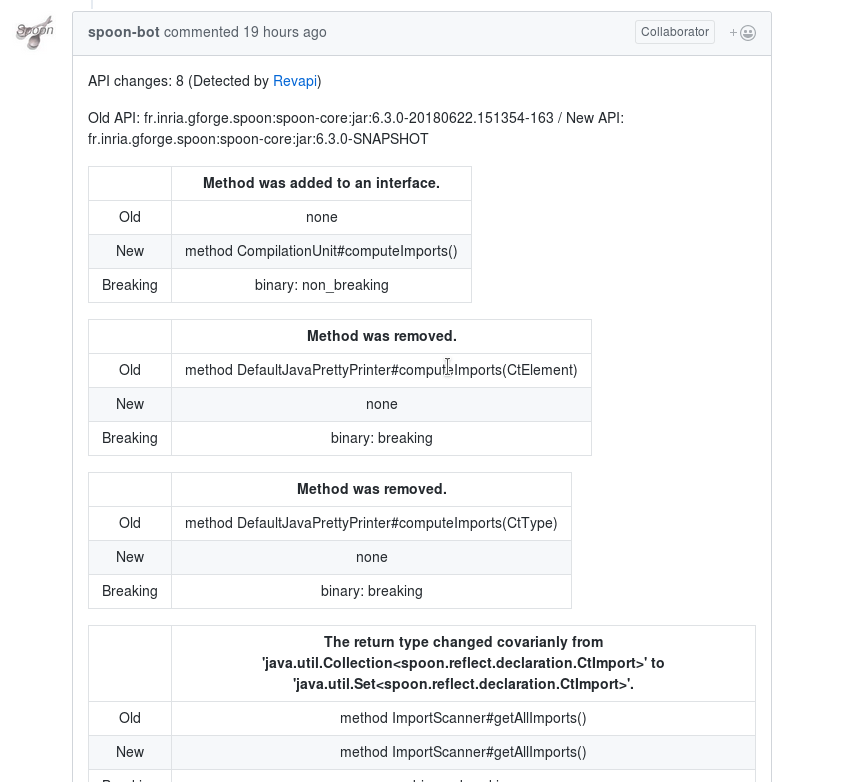 Spoon
spoon-bot commented 19 hours ago Collaborator +
API changes: 8 (Detected by Revapi)
Old API: fr.inria.gforge.spoon:spoon-core:jar:6.3.0-20180622.151354-163 / New API:
fr.inria.gforge.spoon:spoon-core:jar:6.3.0-SNAPSHOT
Method was added to an interface.
Old none
New method CompilationUnit#computeImports()
Breaking binary: non_breaking
Method was removed.
Old method DefaultJavaPrettyPrinter#computeImports(CtElement)
New none
Breaking binary: breaking
Method was removed.
Old method DefaultJavaPrettyPrinter#computeImports(CtType)
New none
Breaking binary: breaking
The return type changed covarianly from
'java.util.Collection<spoon.reflect.declaration.CtImport>' to
'java.util.Set<spoon.reflect.declaration.CtImport>'.
Old method ImportScanner#getAllImports()
New method ImportScanner#getAllImports()